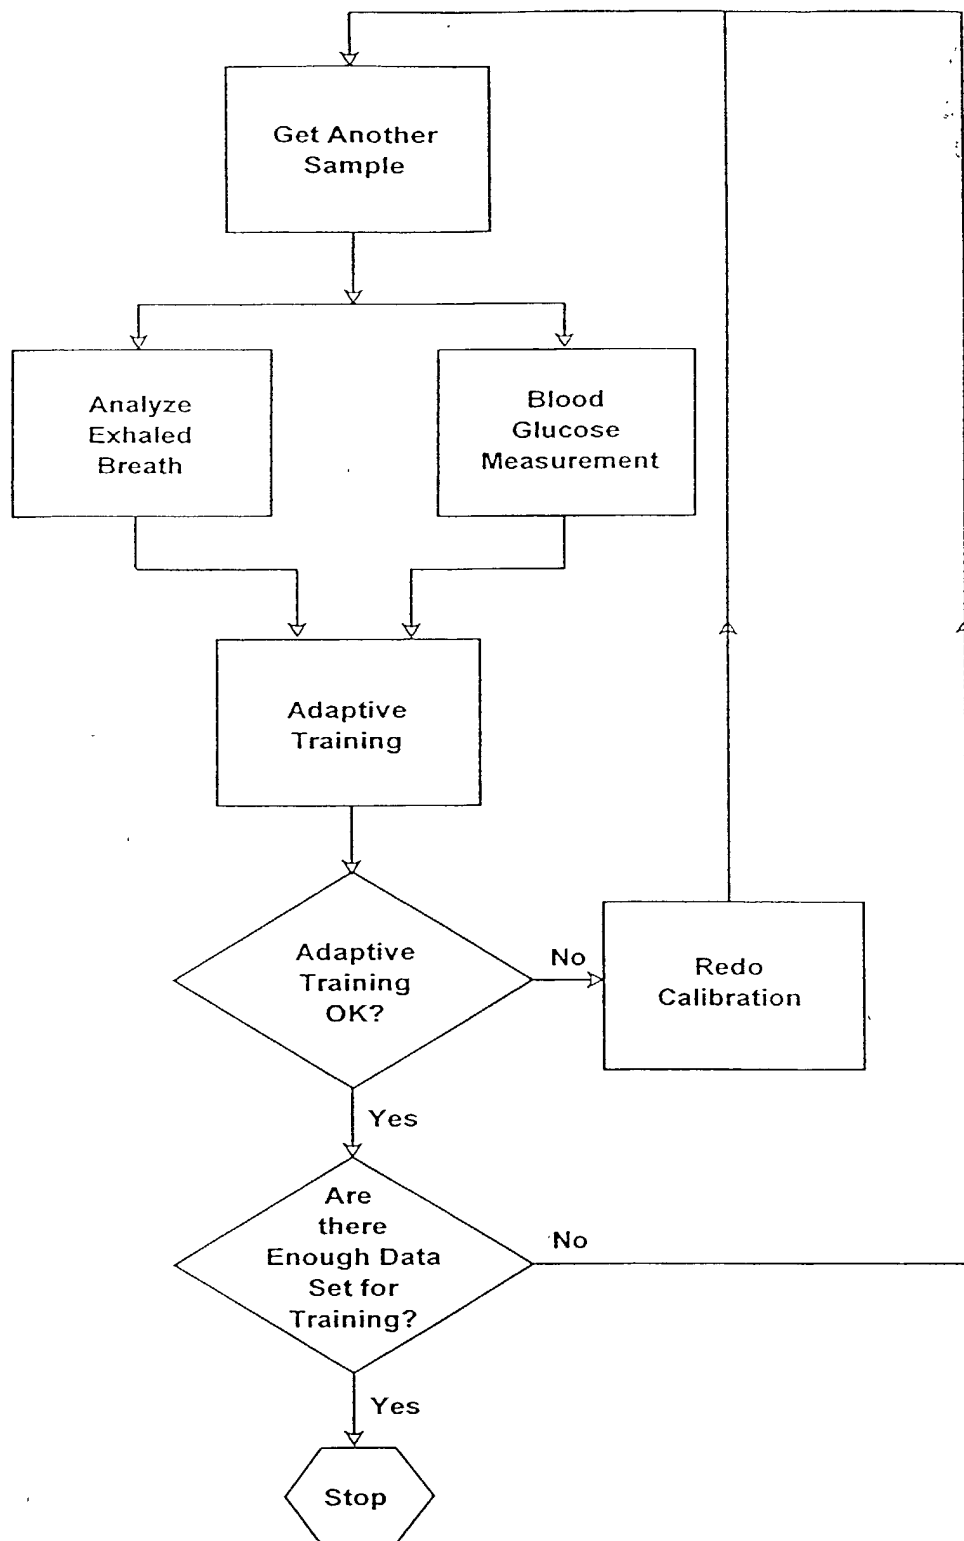 Get Another
Sample
Analyze
Exhaled
Breath
Blood
Glucose
Measurement
Adaptive
Training
Adaptive
Training
OK?
No
Redo
Calibration
Yes
Are
there
Enough Data
Set for
Training?
No
Yes
Stop